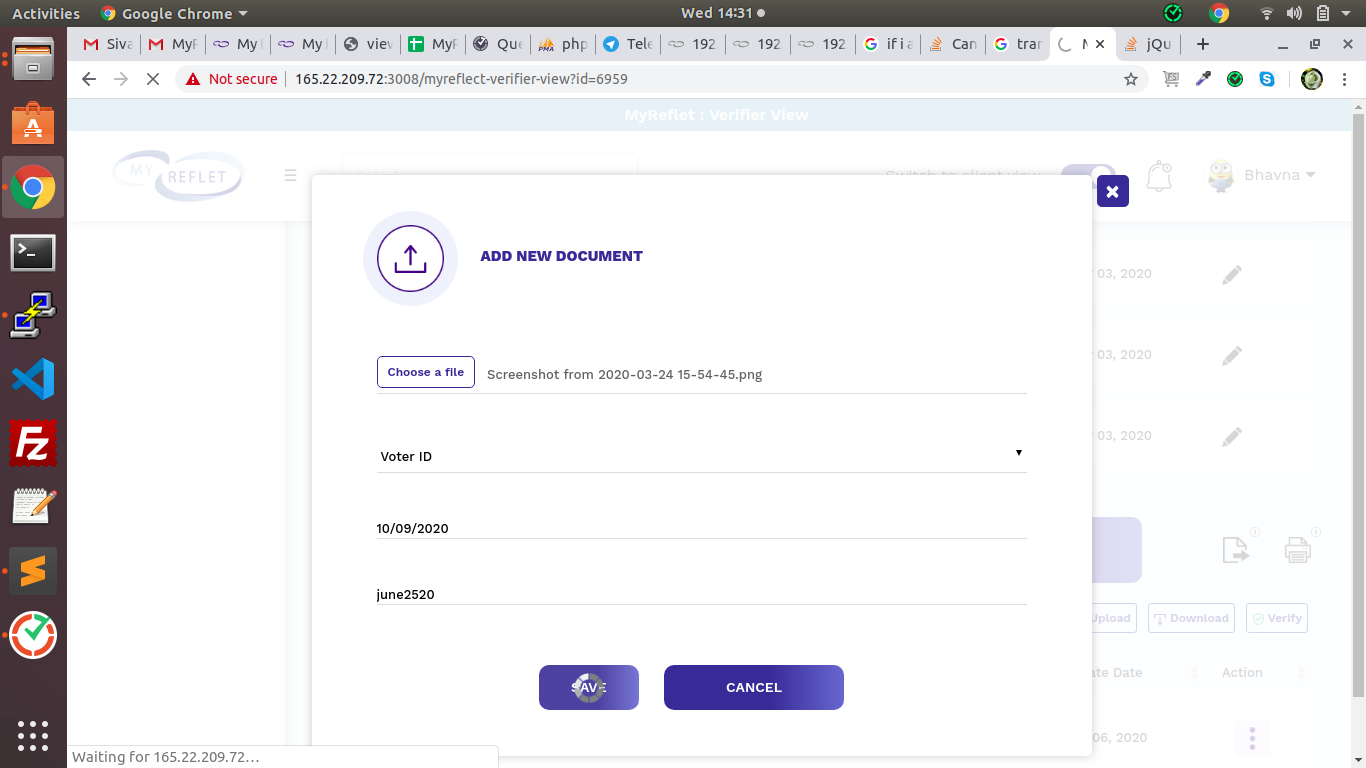 Activities
Google Chrome
Wed 14:31
Siva
MyR
My
My
view
MyR
Que
php
Tele
192
192
192
if i a
Can
trar
M
jQu
Not secure
165.22.209.72:3008/myreflect-verifier-view?id=6959
MyReflet : Verifier View
MY REFLET
Switch to client view
Bhavna
ADD NEW DOCUMENT
03, 2020
Choose a file
Screenshot from 2020-03-24 15-54-45.png
03, 2020
Voter ID
03, 2020
10/09/2020
june2520
Upload
Download
Verify
SAVE
CANCEL
ate Date
Action
06, 2020
Waiting for 165.22.209.72...